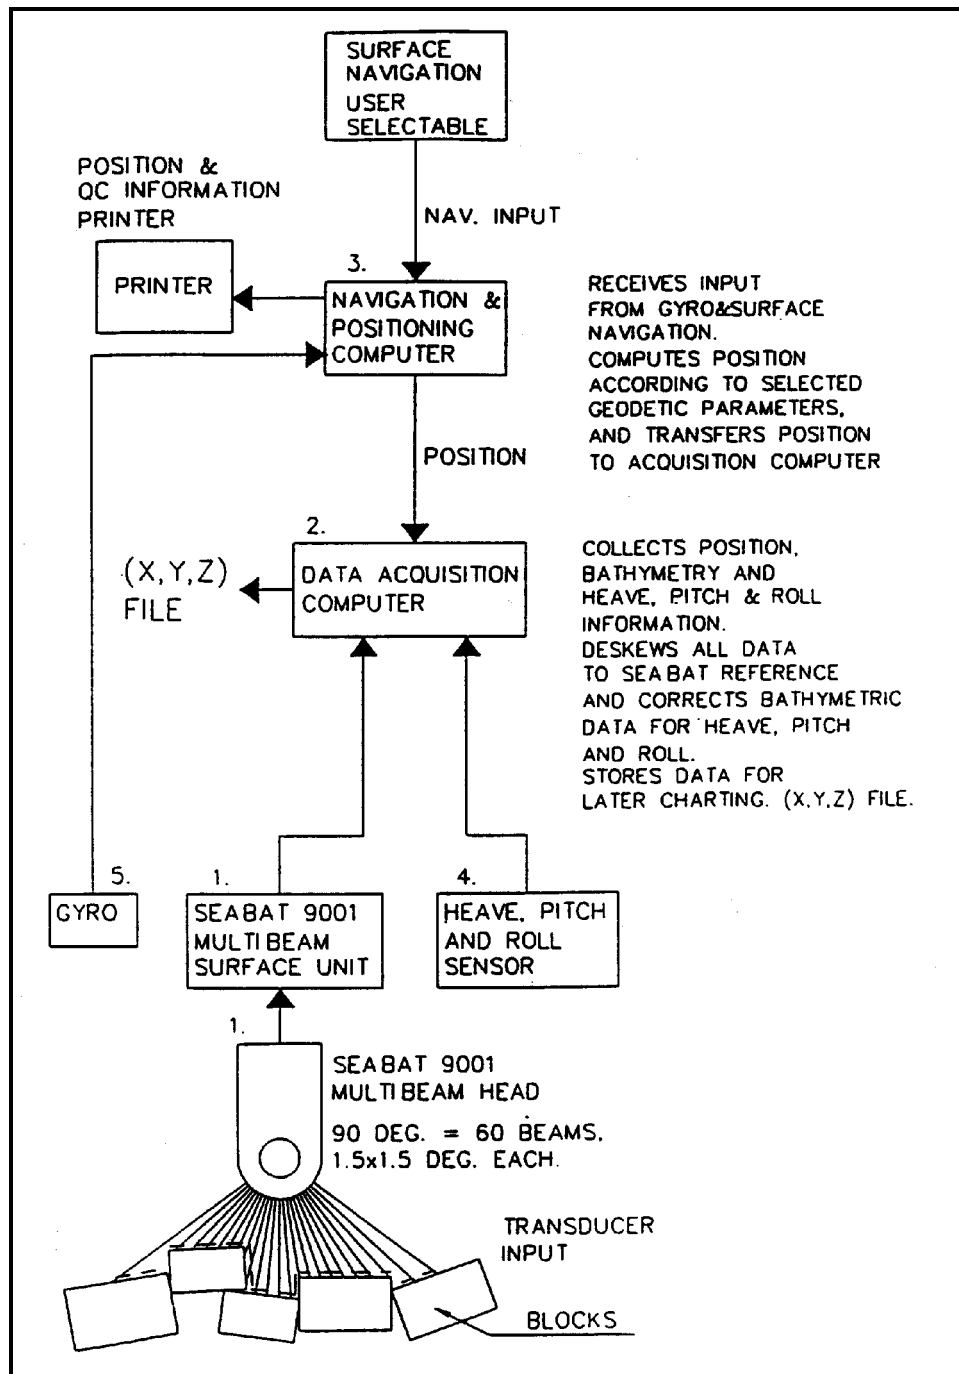 SURFACE
NAVIGATION
USER
SELECTABLE
POSITION &
QC INFORMATION
PRINTER
NAV. INPUT
PRINTER
3.
NAVIGATION &
POSITIONING
COMPUTER
RECEIVES INPUT
FROM GYRO&SURFACE
NAVIGATION.
COMPUTES POSITION
ACCORDING TO SELECTED
GEODETIC PARAMETERS,
AND TRANSFERS POSITION
TO ACQUISITION COMPUTER
POSITION
2.
DATA ACQUISITION
COMPUTER
(X,Y,Z)
FILE
COLLECTS POSITION,
BATHYMETRY AND
HEAVE, PITCH & ROLL
INFORMATION.
DESKEWS ALL DATA
TO SEABAT REFERENCE
AND CORRECTS BATHYMETRIC
DATA FOR HEAVE, PITCH
AND ROLL.
STORES DATA FOR
LATER CHARTING. (X,Y,Z) FILE.
5.
GYRO
1.
SEABAT 9001
MULTIBEAM
SURFACE UNIT
4.
HEAVE, PITCH
AND ROLL
SENSOR
1.
SEABAT 9001
MULTIBEAM HEAD
90 DEG. = 60 BEAMS,
1.5x1.5 DEG. EACH.
TRANSDUCER
INPUT
BLOCKS